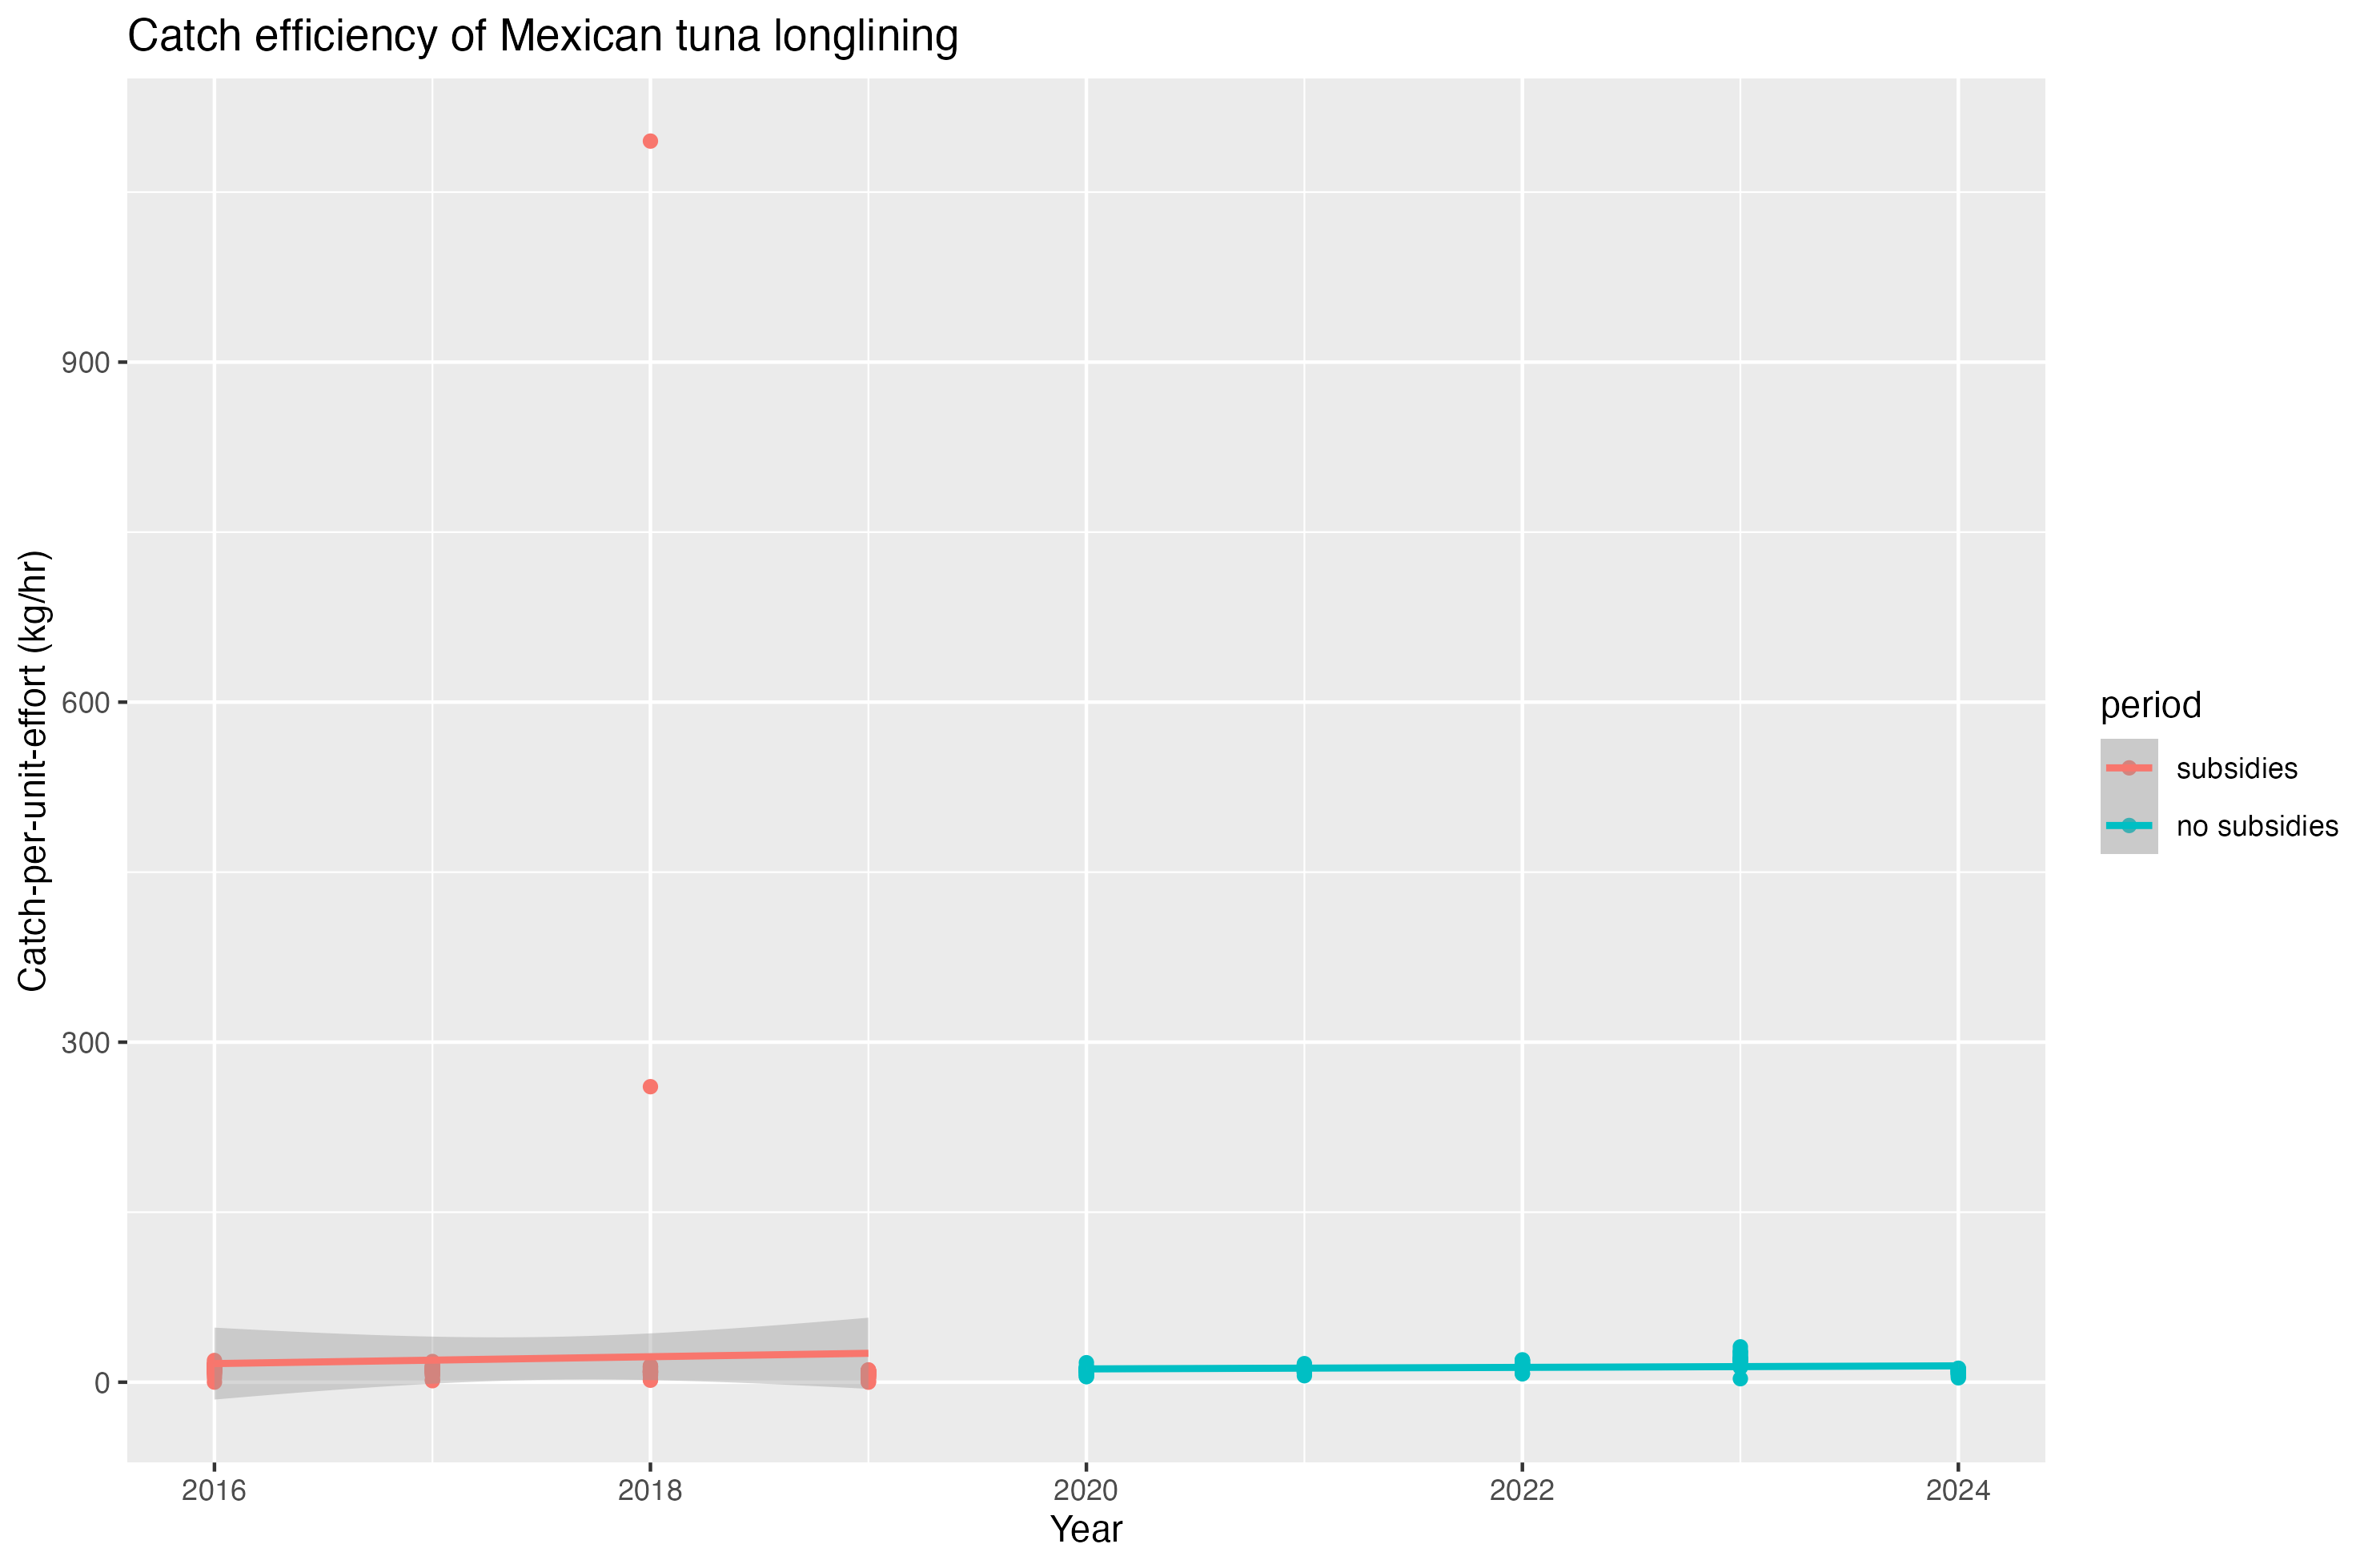 Catch efficiency of Mexican tuna longlining
Catch-per-unit-effort (kg/hr)
900
600
300
0
2016
2018
2020
2022
2024
Year
period
subsidies
no subsidies